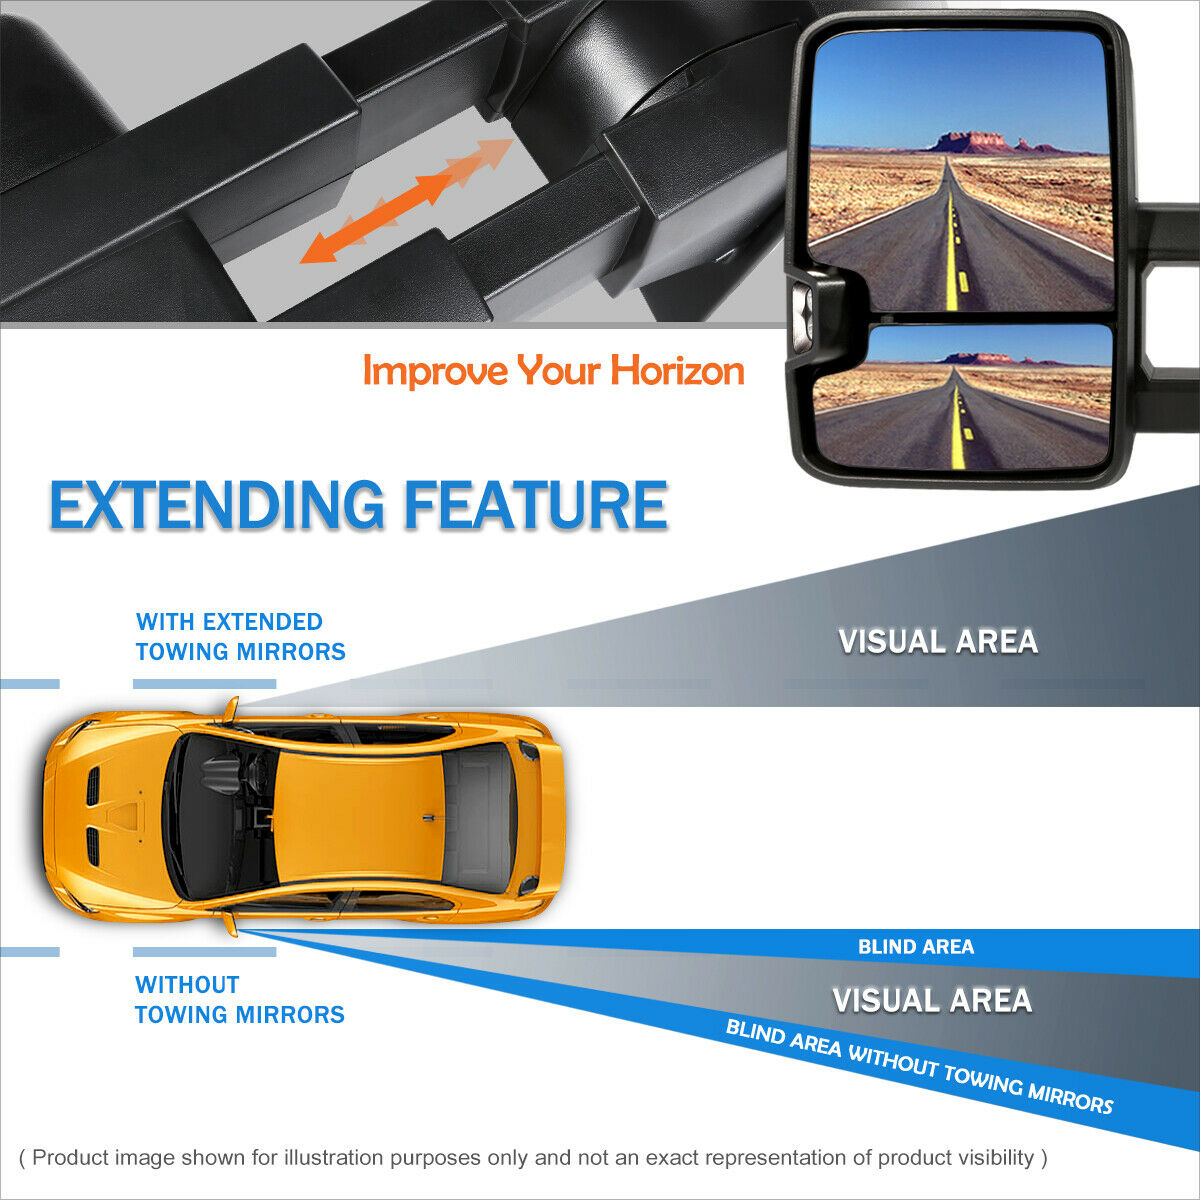 Improve Your Horizon
EXTENDING FEATURE
WITH EXTENDED
TOWING MIRRORS
VISUAL AREA
BLIND AREA
VISUAL AREA
BLIND AREA WITHOUT TOWING MIRRORS
WITHOUT
TOWING MIRRORS
( Product image shown for illustration purposes only and not an exact representation of product visibility )